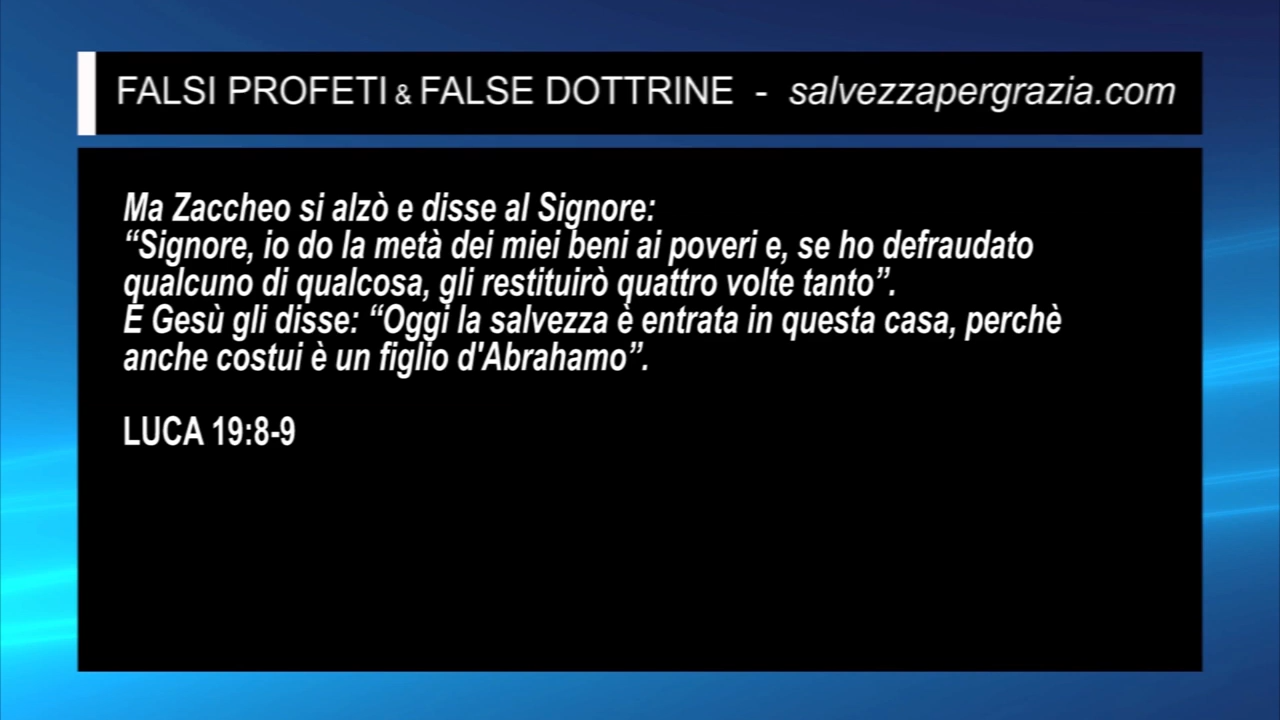 FALSI PROFETI & FALSE DOTTRINE - salvezzapergrazia.com
Ma Zaccheo si alzò e disse al Signore:
“Signore, io do la metà dei miei beni ai poveri e, se ho defraudato
qualcuno di qualcosa, gli restituirò quattro volte tanto”.
E Gesù gli disse: “Oggi la salvezza è entrata in questa casa, perchè
anche costui è un figlio d'Abrahamo”.
LUCA 19:8-9